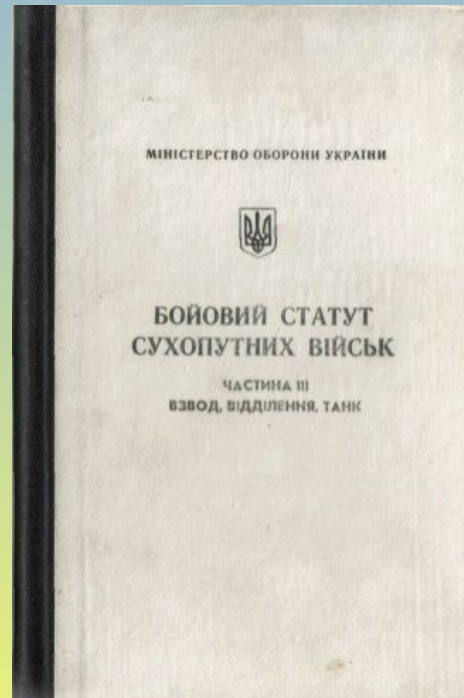 МІНІСТЕРСТВО ОБОРОНИ УКРАЇНИ
БОЙОВИЙ СТАТУТ
СУХОПУТНИХ ВІЙСЬК
ЧАСТИНА III
ВЗВОД, ВІДДІЛЕННЯ, ТАНК